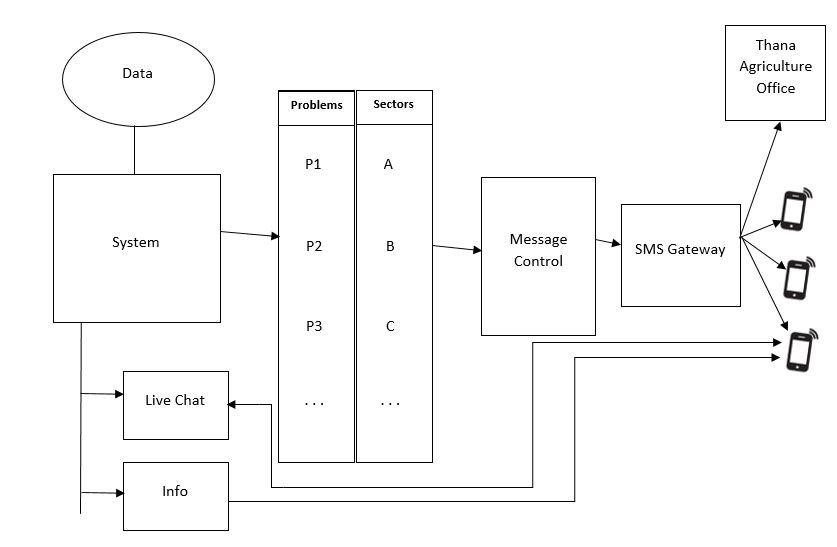 Data
Thana
Agriculture
Office
Problems
Sectors
P1
A
P2
B
P3
C
. . .
. . .
System
Message
Control
SMS Gateway
Live Chat
Info